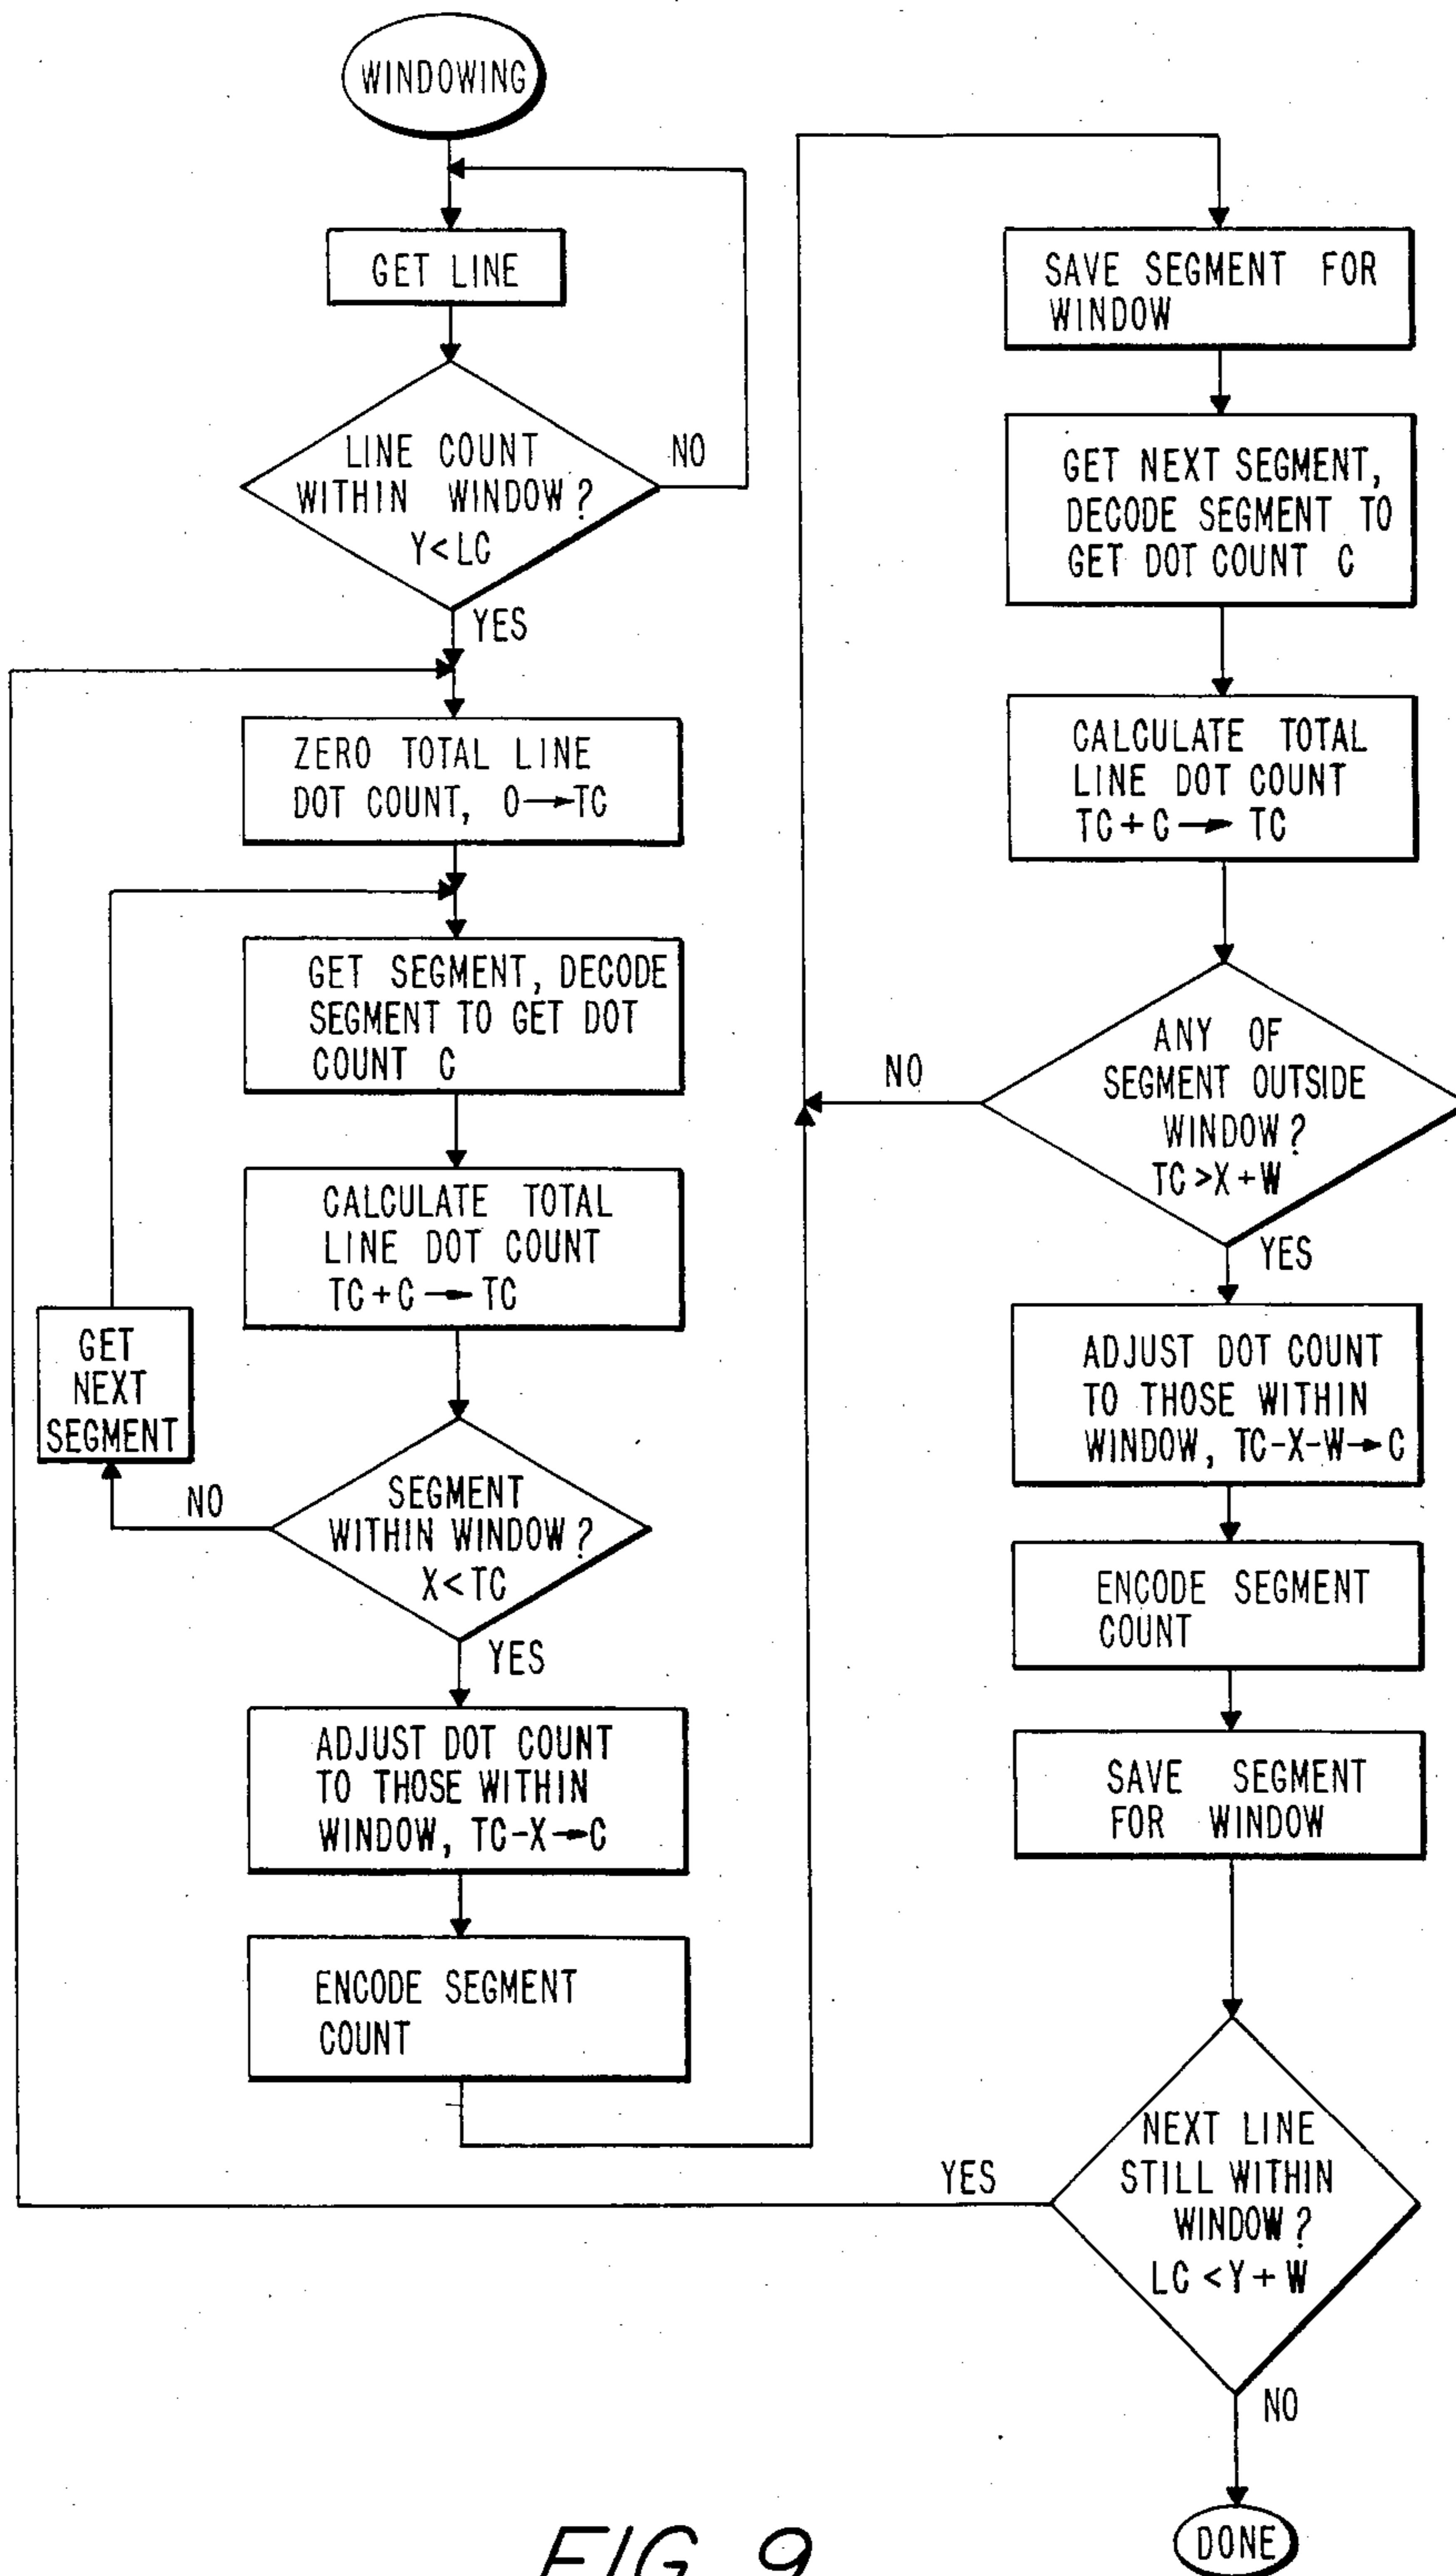 WINDOWING
GET LINE
LINE COUNT
WITHIN WINDOW?
Y<LC
NO
YES
ZERO TOTAL LINE
DOT COUNT, 0→TC
GET SEGMENT, DECODE
SEGMENT TO GET DOT
COUNT C
CALCULATE TOTAL
LINE DOT COUNT
TC+C→TC
GET
NEXT
SEGMENT
NO
SEGMENT
WITHIN WINDOW?
X<TC
YES
ADJUST DOT COUNT
TO THOSE WITHIN
WINDOW, TC-X→C
ENCODE SEGMENT
COUNT
SAVE SEGMENT FOR
WINDOW
GET NEXT SEGMENT,
DECODE SEGMENT TO
GET DOT COUNT C
CALCULATE TOTAL
LINE DOT COUNT
TC+C→TC
NO
ANY OF
SEGMENT OUTSIDE
WINDOW?
TC>X+W
YES
ADJUST DOT COUNT
TO THOSE WITHIN
WINDOW, TC-X-W→C
ENCODE SEGMENT
COUNT
SAVE SEGMENT
FOR WINDOW
YES
NEXT LINE
STILL WITHIN
WINDOW?
LC<Y+W
NO
DONE
FIG. 9